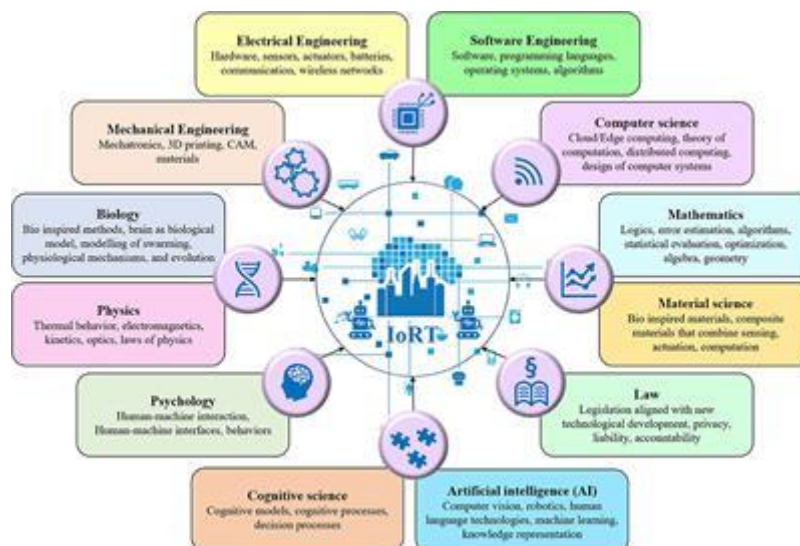 Electrical Engineering
Hardware, sensors, actuators, batteries,
communication, wireless networks
Software Engineering
Software, programming languages,
operating systems, algorithms
Mechanical Engineering
Mechatronics, 3D printing, CAM,
materials
Computer science
Cloud/Edge computing, theory of
computation, distributed computing,
design of computer systems
Biology
Bio inspired methods, brain as biological
model, modelling of swarming,
physiological mechanisms, and evolution
Mathematics
Logics, error estimation, algorithms,
statistical evaluation, optimization,
algebra, geometry
Physics
Thermal behavior, electromagnetics,
kinetics, optics, laws of physics
Material science
Bio inspired materials, composite
materials that combine sensing,
actuation, computation
IoRT
Psychology
Human-machine interaction,
Human-machine interfaces, behaviors
§
Law
Legislation aligned with new
technological development, privacy,
liability, accountability
Cognitive science
Cognitive models, cognitive processes,
decision processes
Artificial intelligence (AI)
Computer vision, robotics, human
language technologies, machine learning,
knowledge representation